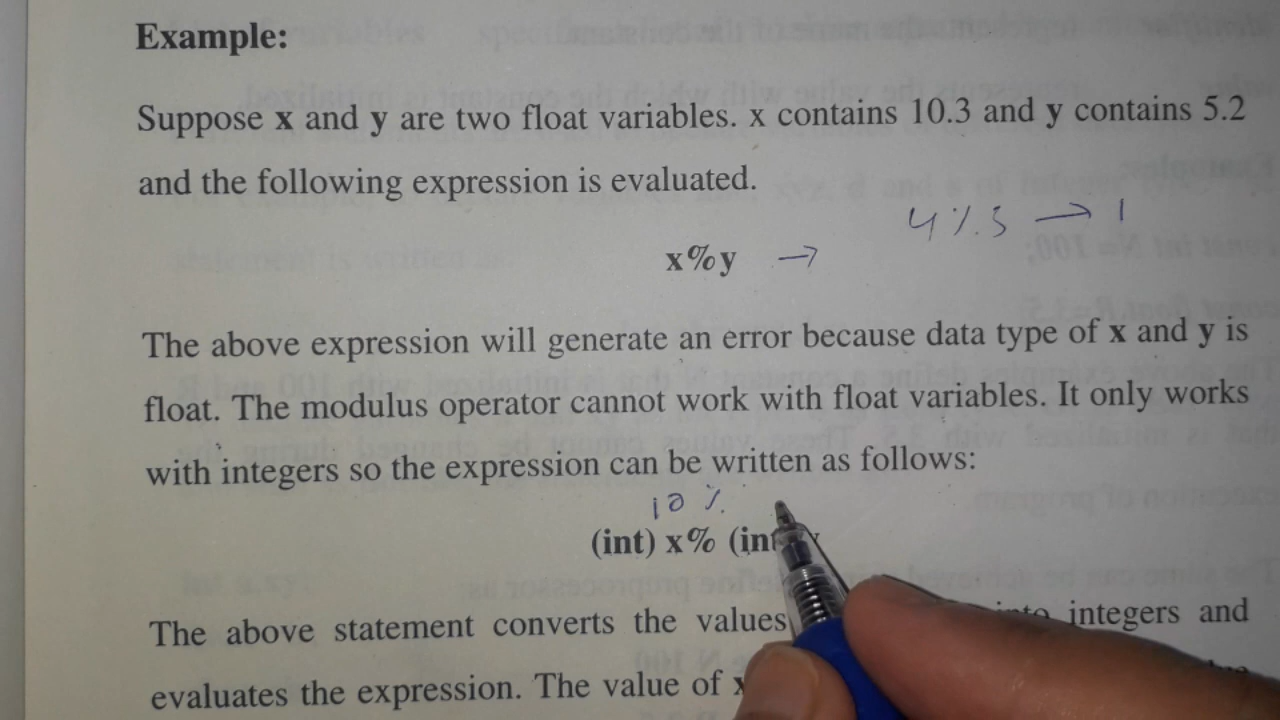 Example:
Suppose x and y are two float variables. x contains 10.3 and y contains 5.2
and the following expression is evaluated.
4 % 3 → 1
x%y →
The above expression will generate an error because data type of x and y is
float. The modulus operator cannot work with float variables. It only works
with integers so the expression can be written as follows:
10 %
(int) x% (int
The above statement converts the values into integers and
evaluates the expression. The value of x